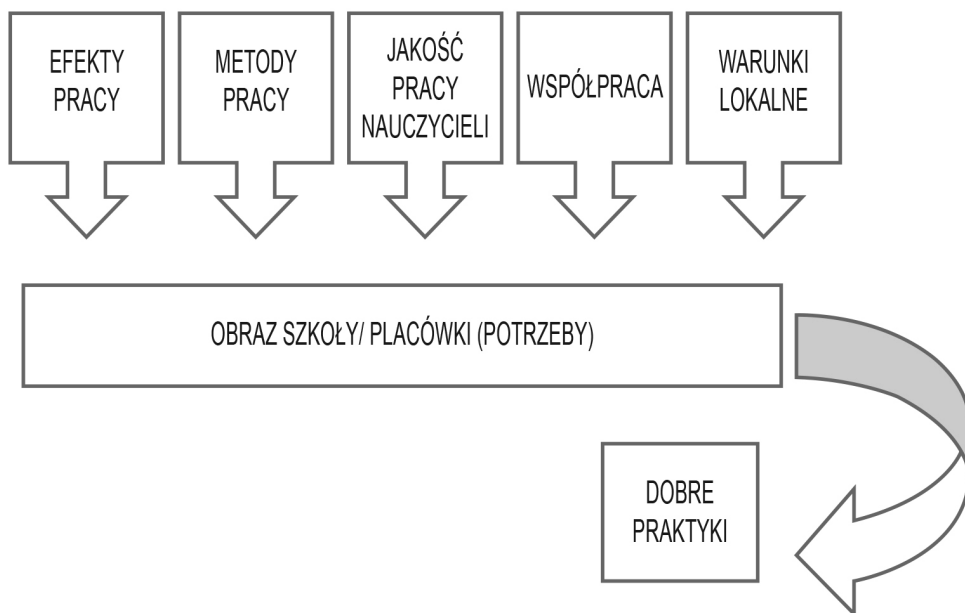 EFEKTY
PRACY
METODY
PRACY
JAKOŚĆ
PRACY
NAUCZYCIELI
WSPÓŁPRACA
WARUNKI
LOKALNE
OBRAZ SZKOŁY/ PLACÓWKI (POTRZEBY)
DOBRE
PRAKTYKI